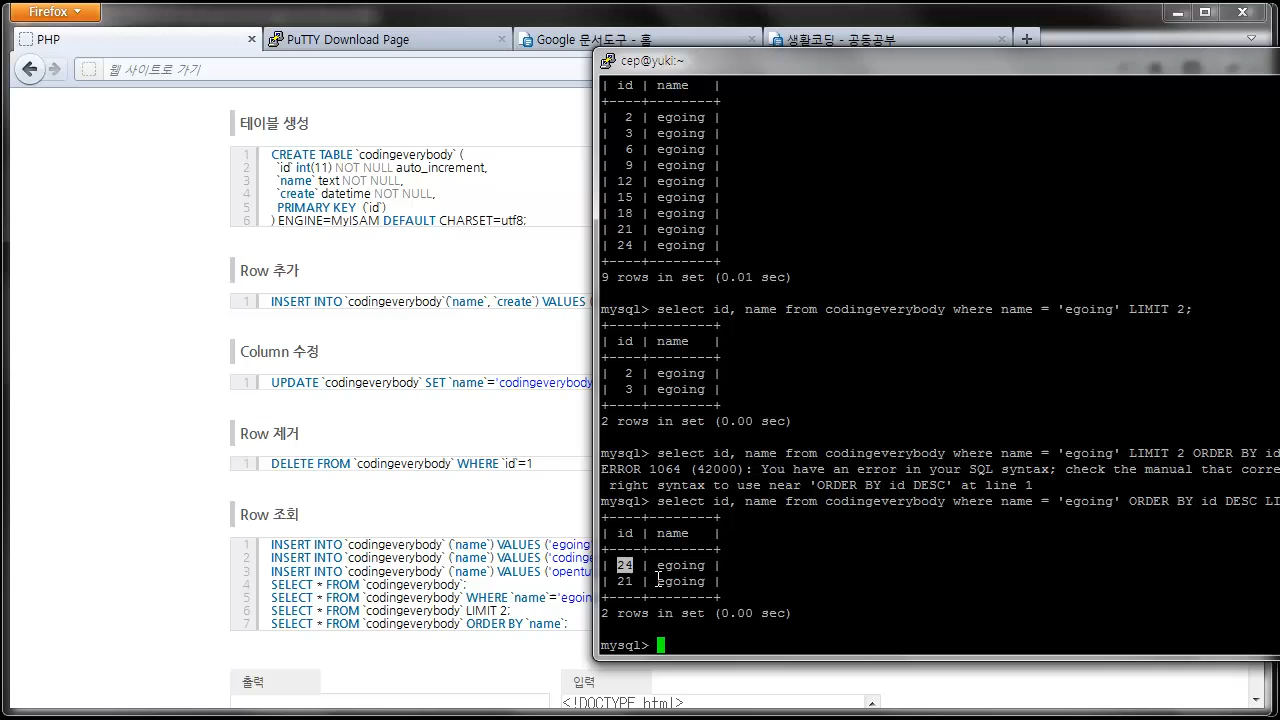 Firefox
PHP
PuTTY Download Page
Google 문서도구 - 홈
생활코딩 - 공동공부
웹 사이트로 가기
테이블 생성
1 CREATE TABLE `codingeverybody` (
2 `id` int(11) NOT NULL auto_increment,
3 `name` text NOT NULL,
4 `create` datetime NOT NULL,
5 PRIMARY KEY (`id`)
6 ) ENGINE=MyISAM DEFAULT CHARSET=utf8;
Row 추가
1 INSERT INTO `codingeverybody`(`name`, `create`) VALUES (
Column 수정
1 UPDATE `codingeverybody` SET `name`='codingeverybody
Row 제거
1 DELETE FROM `codingeverybody` WHERE `id`=1
Row 조회
1 INSERT INTO `codingeverybody` (`name`) VALUES ('egoing
2 INSERT INTO `codingeverybody` (`name`) VALUES ('codinge
3 INSERT INTO `codingeverybody` (`name`) VALUES ('opentu
4 SELECT * FROM `codingeverybody`;
5 SELECT * FROM `codingeverybody` WHERE `name`='egoin
6 SELECT * FROM `codingeverybody` LIMIT 2;
7 SELECT * FROM `codingeverybody` ORDER BY `name`;
출력
입력
<!DOCTYPE html>
cep@yuki:~
| id | name   |
+----+--------+
|  2 | egoing |
|  3 | egoing |
|  6 | egoing |
|  9 | egoing |
| 12 | egoing |
| 15 | egoing |
| 18 | egoing |
| 21 | egoing |
| 24 | egoing |
+----+--------+
9 rows in set (0.01 sec)
mysql> select id, name from codingeverybody where name = 'egoing' LIMIT 2;
+----+--------+
| id | name   |
+----+--------+
|  2 | egoing |
|  3 | egoing |
+----+--------+
2 rows in set (0.00 sec)
mysql> select id, name from codingeverybody where name = 'egoing' LIMIT 2 ORDER BY id
ERROR 1064 (42000): You have an error in your SQL syntax; check the manual that corre
right syntax to use near 'ORDER BY id DESC' at line 1
mysql> select id, name from codingeverybody where name = 'egoing' ORDER BY id DESC LI
+----+--------+
| id | name   |
+----+--------+
| 24 | egoing |
| 21 | egoing |
+----+--------+
2 rows in set (0.00 sec)
mysql>